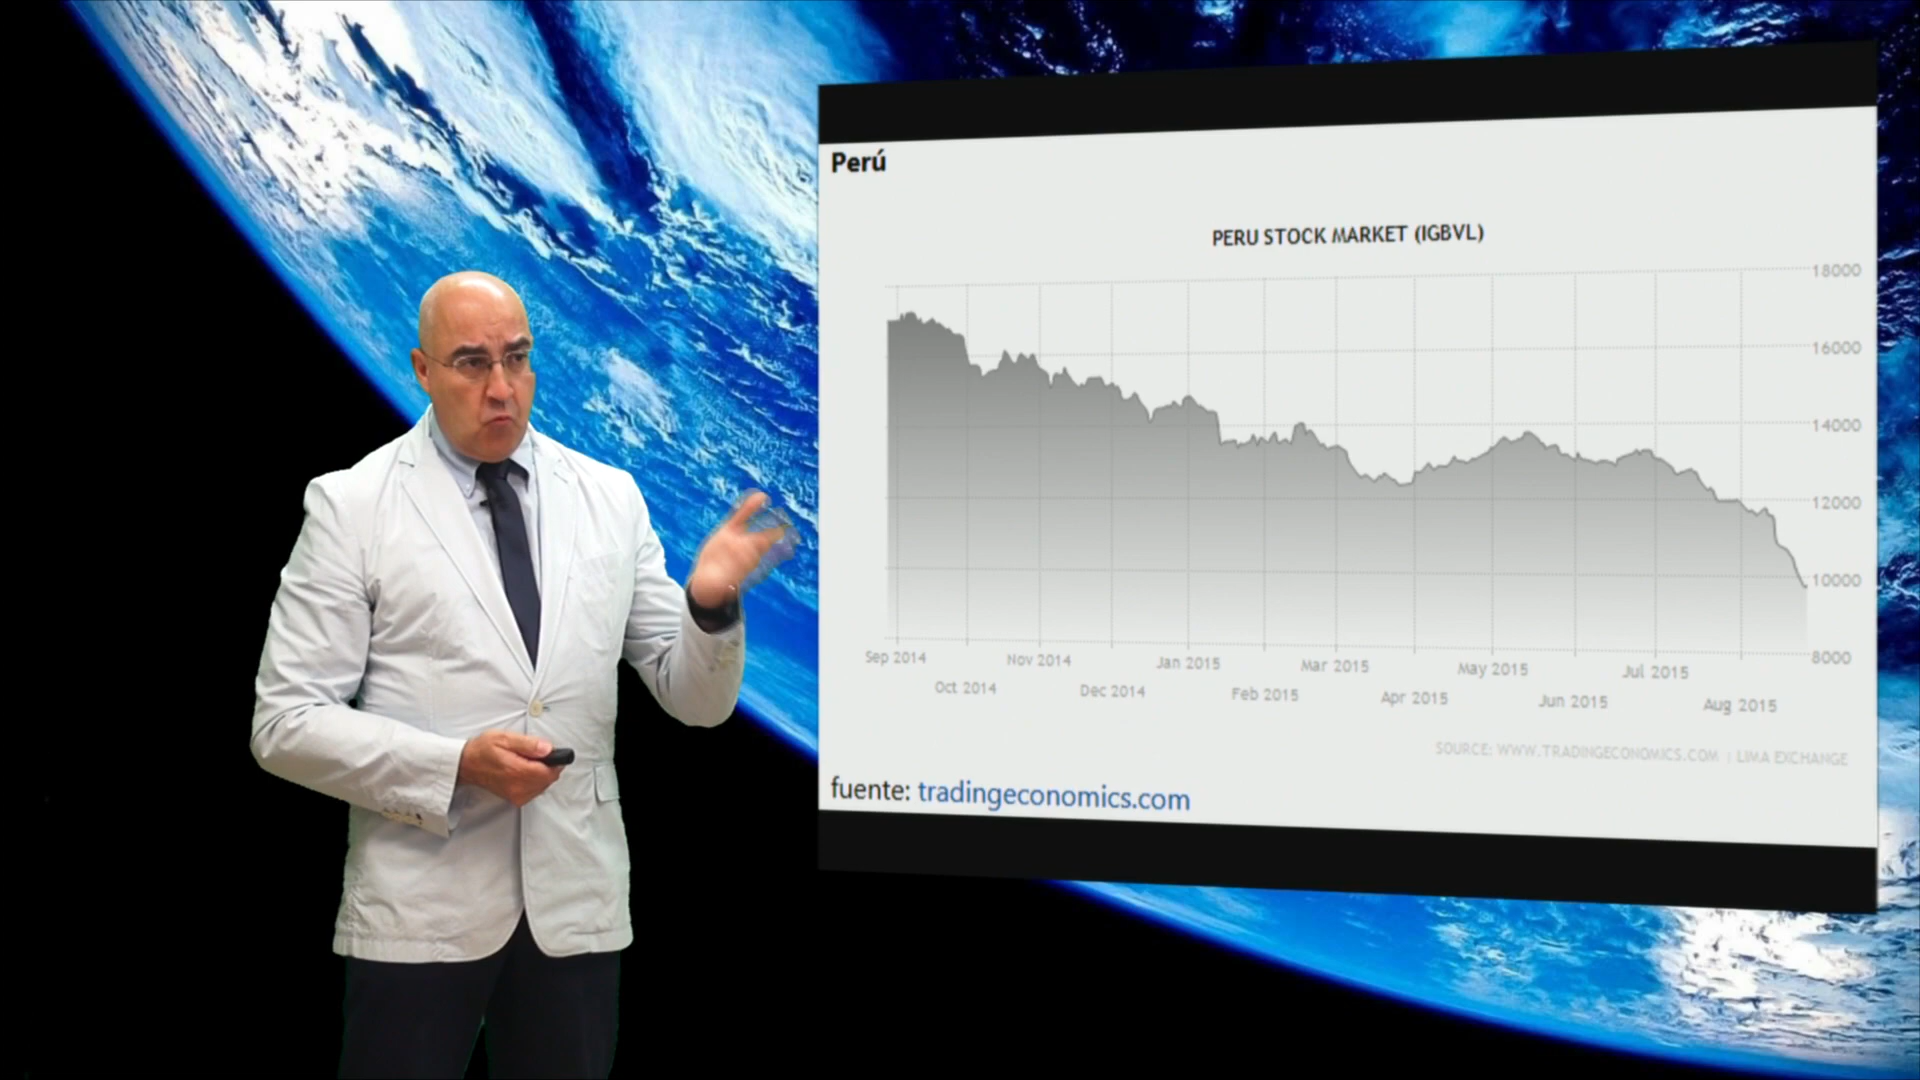 Perú
PERU STOCK MARKET (IGBVL)
18000
16000
14000
12000
10000
8000
Sep 2014
Nov 2014
Jan 2015
Mar 2015
May 2015
Jul 2015
Oct 2014
Dec 2014
Feb 2015
Apr 2015
Jun 2015
Aug 2015
SOURCE: WWW.TRADINGECONOMICS.COM | LIMA EXCHANGE
fuente: tradingeconomics.com